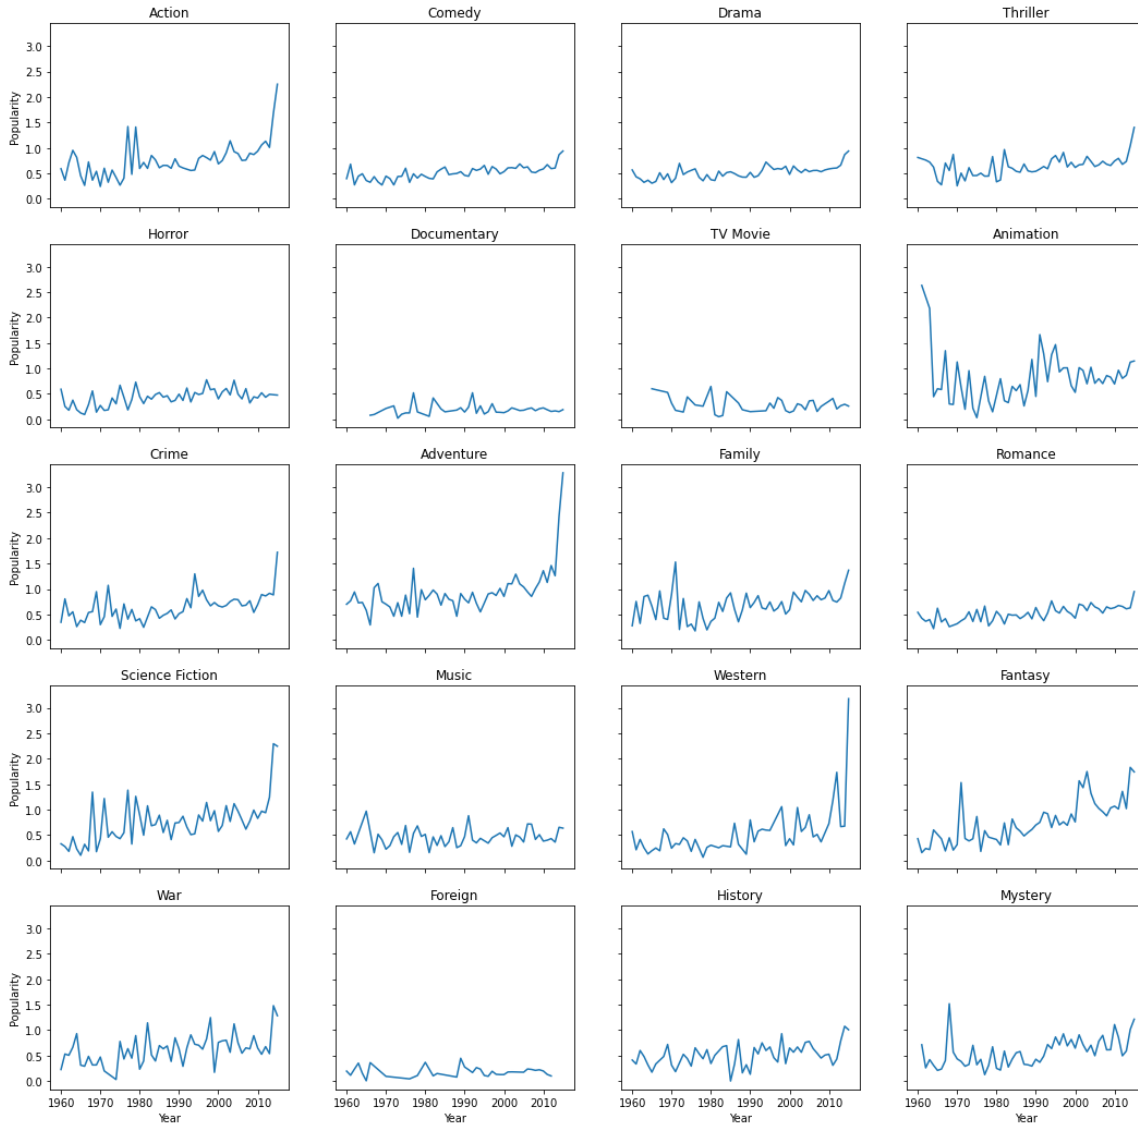 Action Comedy Drama Thriller
3.0
2.5
2.0
1.5
1.0
0.5
0.0
Popularity
Horror Documentary TV Movie Animation
3.0
2.5
2.0
1.5
1.0
0.5
0.0
Popularity
Crime Adventure Family Romance
3.0
2.5
2.0
1.5
1.0
0.5
0.0
Popularity
Science Fiction Music Western Fantasy
3.0
2.5
2.0
1.5
1.0
0.5
0.0
Popularity
War Foreign History Mystery
3.0
2.5
2.0
1.5
1.0
0.5
0.0
Popularity
1960 1970 1980 1990 2000 2010 1960 1970 1980 1990 2000 2010 1960 1970 1980 1990 2000 2010 1960 1970 1980 1990 2000 2010
Year Year Year Year